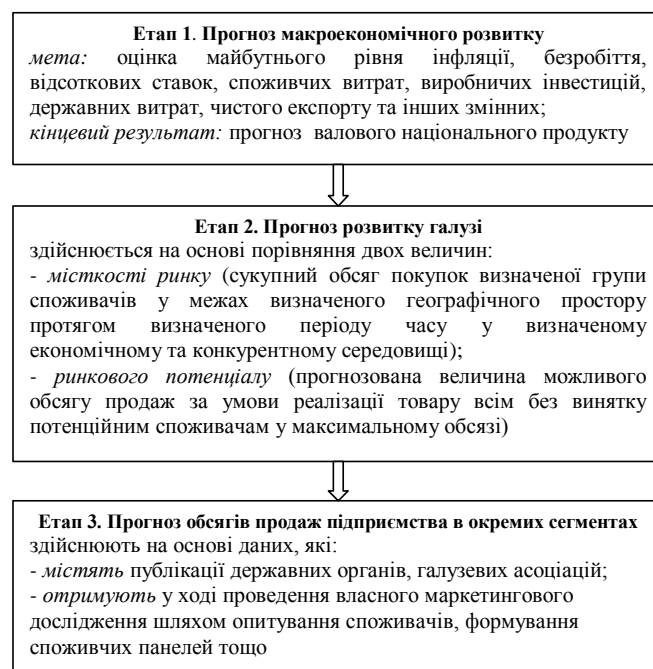 Етап 1. Прогноз макроекономічного розвитку
мета: оцінка майбутнього рівня інфляції, безробіття,
відсоткових ставок, споживчих витрат, виробничих інвестицій,
державних витрат, чистого експорту та інших змінних;
кінцевий результат: прогноз валового національного продукту
Етап 2. Прогноз розвитку галузі
здійснюється на основі порівняння двох величин:
- місткості ринку (сукупний обсяг покупок визначеної групи
споживачів у межах визначеного географічного простору
протягом визначеного періоду часу у визначеному
економічному та конкурентному середовищі);
- ринкового потенціалу (прогнозована величина можливого
обсягу продаж за умови реалізації товару всім без винятку
потенційним споживачам у максимальному обсязі)
Етап 3. Прогноз обсягів продаж підприємства в окремих сегментах
здійснюють на основі даних, які:
- містять публікації державних органів, галузевих асоціацій;
- отримують у ході проведення власного маркетингового
дослідження шляхом опитування споживачів, формування
споживчих панелей тощо